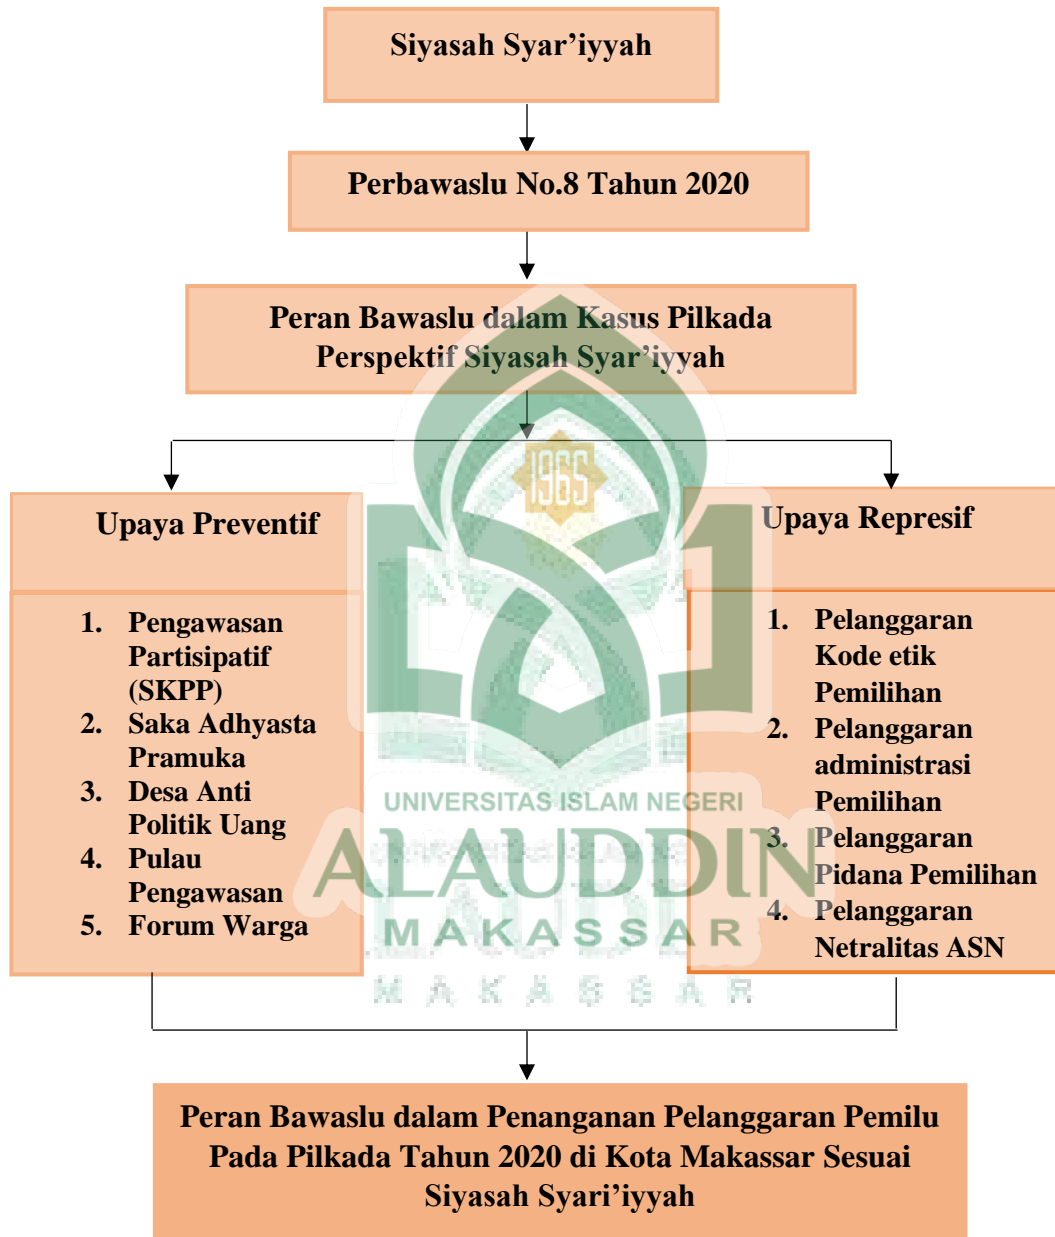 Siyasah Syar’iyyah
Perbawaslu No.8 Tahun 2020
Peran Bawaslu dalam Kasus Pilkada
Perspektif Siyasah Syar’iyyah
1965
Upaya Preventif
1. Pengawasan
Partisipatif
(SKPP)
2. Saka Adhyasta
Pramuka
3. Desa Anti
Politik Uang
4. Pulau
Pengawasan
5. Forum Warga
Upaya Represif
1. Pelanggaran
Kode etik
Pemilihan
2. Pelanggaran
administrasi
Pemilihan
3. Pelanggaran
Pidana Pemilihan
4. Pelanggaran
Netralitas ASN
UNIVERSITAS ISLAM NEGERI
ALAUDDIN
MAKASSAR
MAKASSAR
Peran Bawaslu dalam Penanganan Pelanggaran Pemilu
Pada Pilkada Tahun 2020 di Kota Makassar Sesuai
Siyasah Syari’iyyah